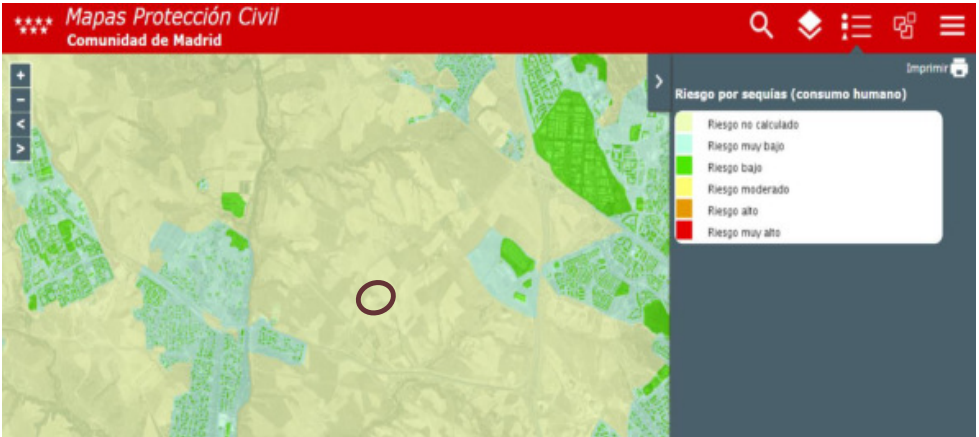 Mapas Protección Civil
Comunidad de Madrid
Imprimir
+
-
<
>
>
Riesgo por sequías (consumo humano)
Riesgo no calculado
Riesgo muy bajo
Riesgo bajo
Riesgo moderado
Riesgo alto
Riesgo muy alto